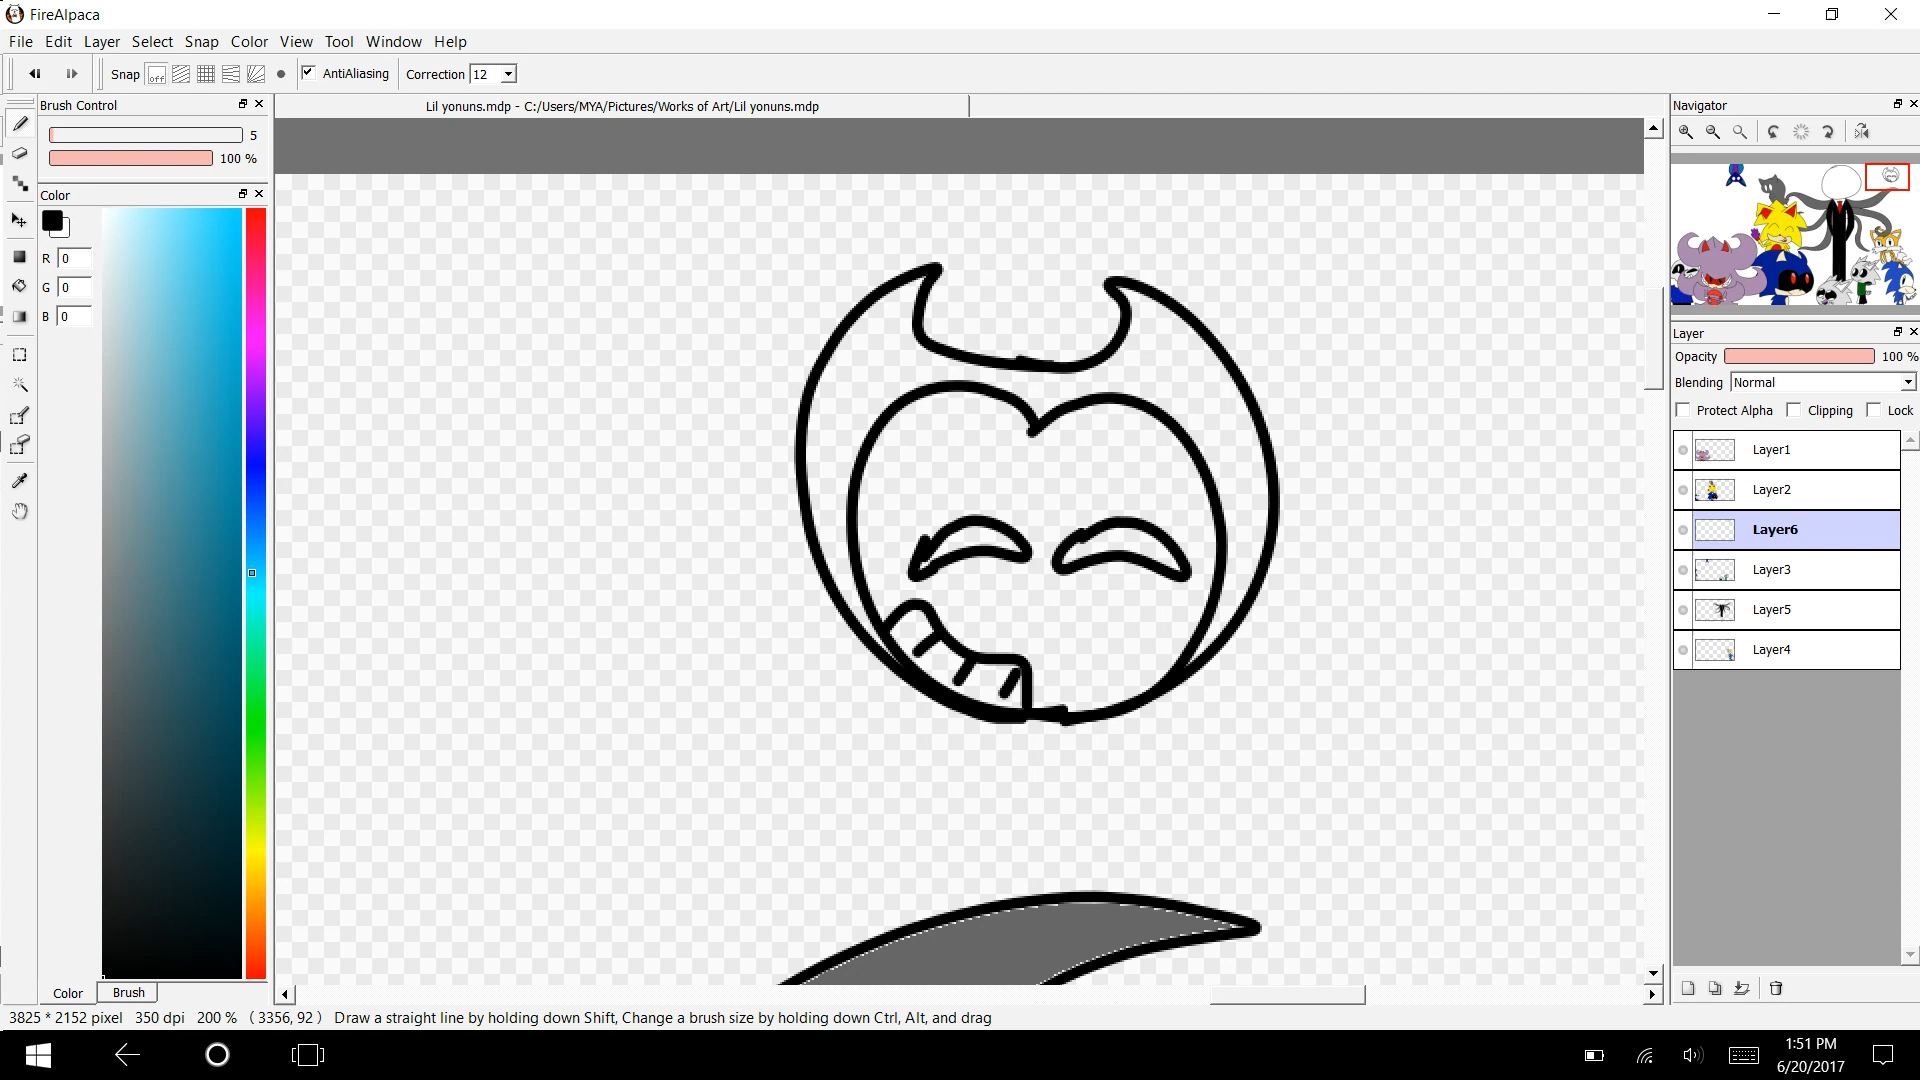 FireAlpaca
File Edit Layer Select Snap Color View Tool Window Help
Snap off AntiAliasing Correction 12
Brush Control
5
100 %
Color
R 0
G 0
B 0
Color Brush
Lil yonuns.mdp - C:/Users/MYA/Pictures/Works of Art/Lil yonuns.mdp
Navigator
Layer
Opacity 100 %
Blending Normal
Protect Alpha Clipping Lock
Layer1
Layer2
Layer6
Layer3
Layer5
Layer4
3825 * 2152 pixel 350 dpi 200 % ( 3356, 92 ) Draw a straight line by holding down Shift, Change a brush size by holding down Ctrl, Alt, and drag
1:51 PM
6/20/2017